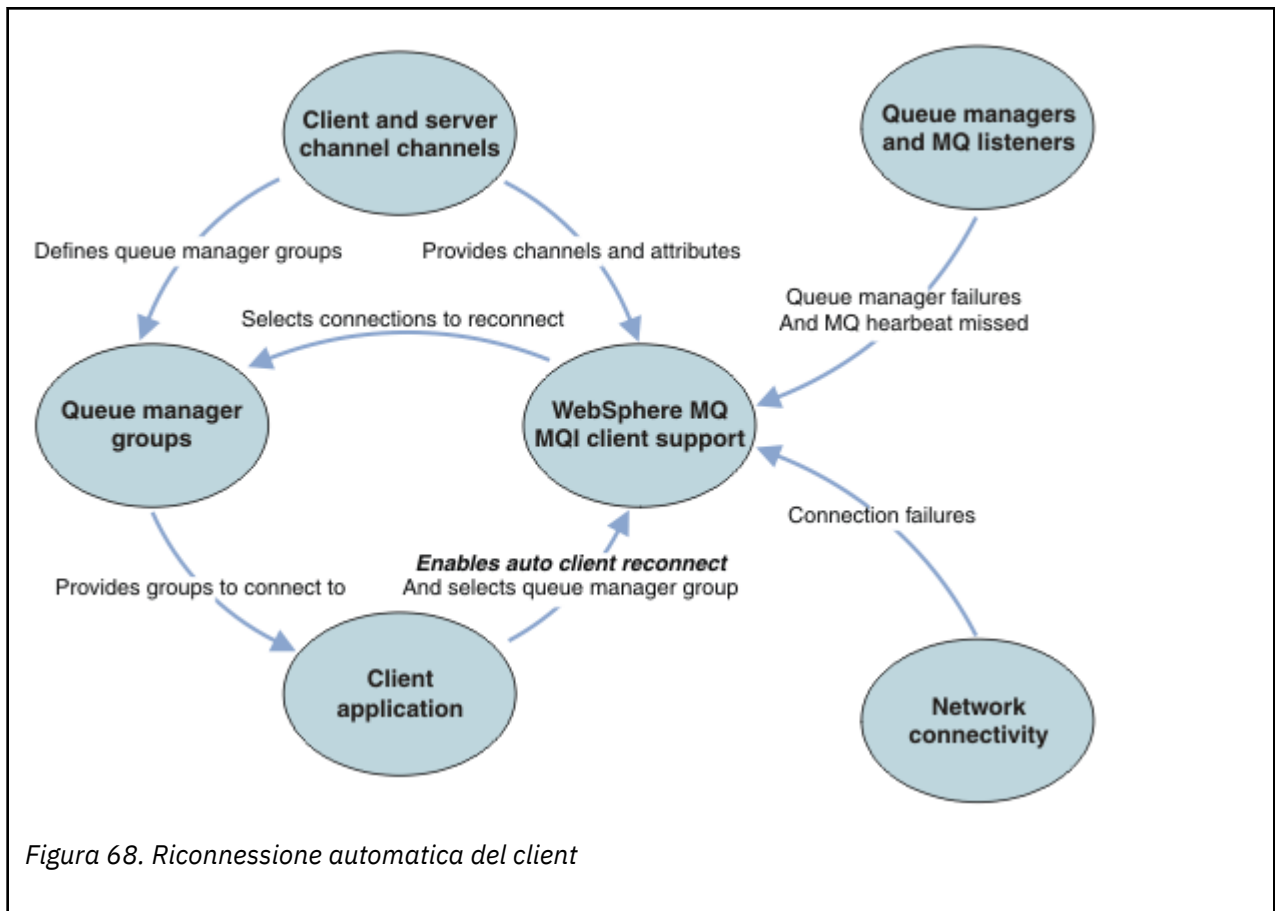 Client and server
channel channels
Queue managers
and MQ listeners
Defines queue manager groups
Provides channels and attributes
Queue manager failures
And MQ hearbeat missed
Selects connections to reconnect
Queue manager
groups
WebSphere MQ
MQI client support
Connection failures
Enables auto client reconnect
And selects queue manager group
Provides groups to connect to
Client
application
Network
connectivity
Figura 68. Riconnessione automatica del client